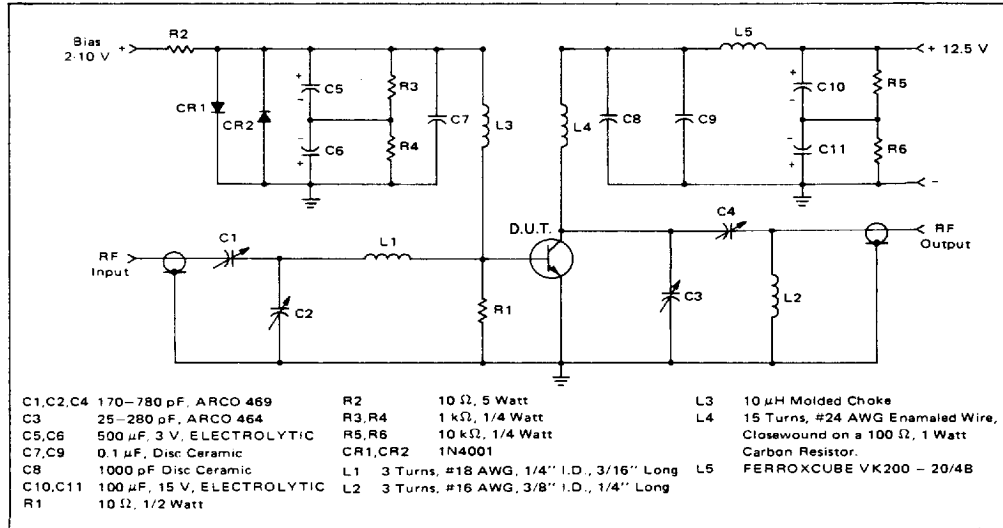 Bias
2-10 V
+
R2
L5
+ 12.5 V
CR1
CR2
+
-
C5
-
+
C6
R3
R4
C7
L3
L4
C8
C9
+
-
C10
-
+
C11
R5
R6
-
RF
Input
C1
C2
L1
R1
D.U.T.
C4
C3
L2
RF
Output
C1,C2,C4 170–780 pF, ARCO 469
C3 25–280 pF, ARCO 464
C5,C6 500 µF, 3 V, ELECTROLYTIC
C7,C9 0.1 µF, Disc Ceramic
C8 1000 pF Disc Ceramic
C10,C11 100 µF, 15 V, ELECTROLYTIC
R1 10 Ω, 1/2 Watt
R2 10 Ω, 5 Watt
R3,R4 1 kΩ, 1/4 Watt
R5,R6 10 kΩ, 1/4 Watt
CR1,CR2 1N4001
L1 3 Turns, #18 AWG, 1/4'' I.D., 3/16'' Long
L2 3 Turns, #16 AWG, 3/8'' I.D., 1/4'' Long
L3 10 µH Molded Choke
L4 15 Turns, #24 AWG Enamaled Wire,
Closewound on a 100 Ω, 1 Watt
Carbon Resistor.
L5 FERROXCUBE VK200 – 20/4B